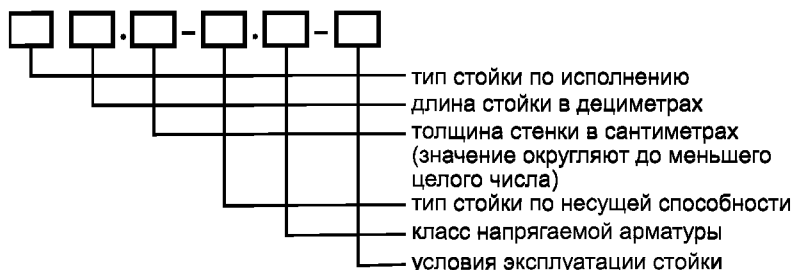 тип стойки по исполнению
длина стойки в дециметрах
толщина стенки в сантиметрах
(значение округляют до меньшего
целого числа)
тип стойки по несущей способности
класс напрягаемой арматуры
условия эксплуатации стойки